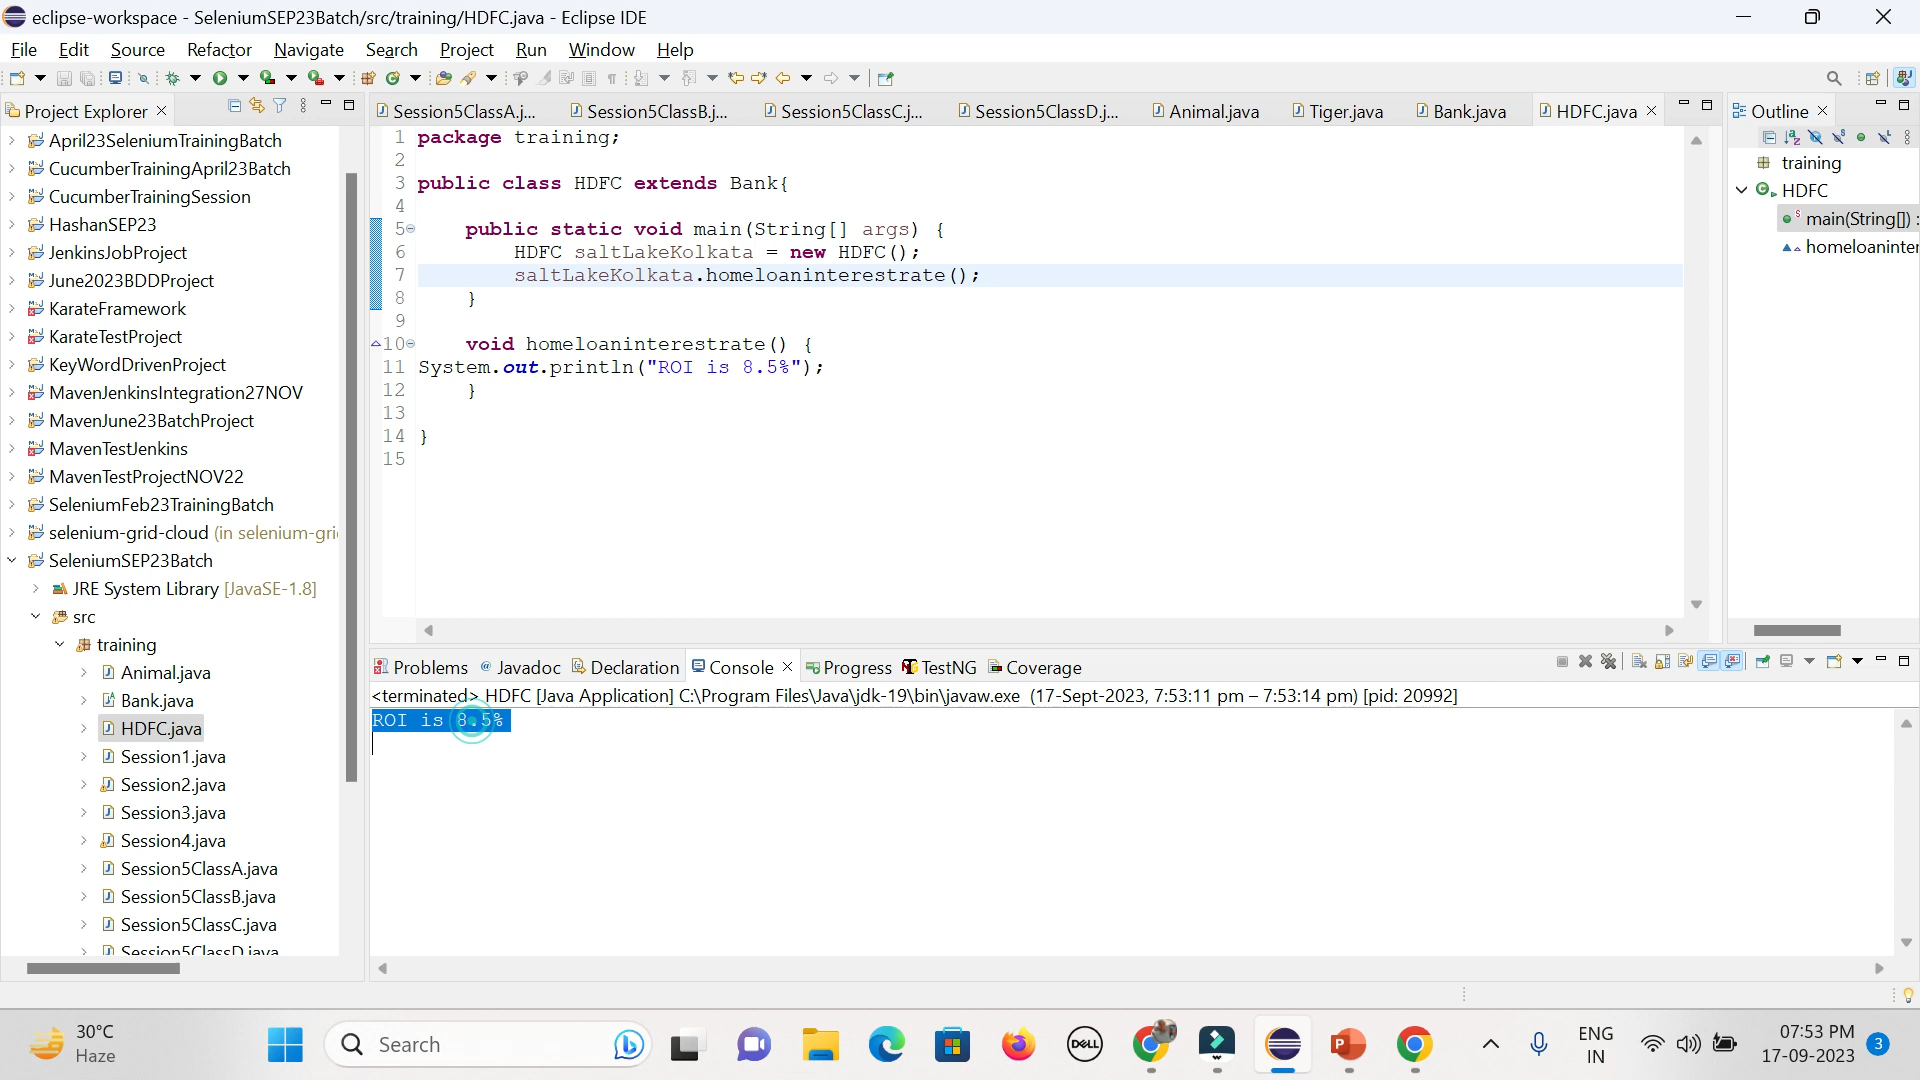 eclipse-workspace - SeleniumSEP23Batch/src/training/HDFC.java - Eclipse IDE
File Edit Source Refactor Navigate Search Project Run Window Help
Project Explorer
April23SeleniumTrainingBatch
CucumberTrainingApril23Batch
CucumberTrainingSession
HashanSEP23
JenkinsJobProject
June2023BDDProject
KarateFramework
KarateTestProject
KeyWordDrivenProject
MavenJenkinsIntegration27NOV
MavenJune23BatchProject
MavenTestJenkins
MavenTestProjectNOV22
SeleniumFeb23TrainingBatch
selenium-grid-cloud (in selenium-gri
SeleniumSEP23Batch
JRE System Library [JavaSE-1.8]
src
training
Animal.java
Bank.java
HDFC.java
Session1.java
Session2.java
Session3.java
Session4.java
Session5ClassA.java
Session5ClassB.java
Session5ClassC.java
Session5ClassD.java
Session5ClassA.j... Session5ClassB.j... Session5ClassC.j... Session5ClassD.j... Animal.java Tiger.java Bank.java HDFC.java
1 package training;
2
3 public class HDFC extends Bank{
4
5 public static void main(String[] args) {
6 HDFC saltLakeKolkata = new HDFC();
7 saltLakeKolkata.homeloaninterestrate();
8 }
9
10 void homeloaninterestrate() {
11 System.out.println("ROI is 8.5%");
12 }
13
14 }
15
Outline
training
HDFC
main(String[]) :
homeloaninter
Problems @ Javadoc Declaration Console Progress TestNG Coverage
<terminated> HDFC [Java Application] C:\Program Files\Java\jdk-19\bin\javaw.exe (17-Sept-2023, 7:53:11 pm – 7:53:14 pm) [pid: 20992]
ROI is 8.5%
30°C
Haze
Search
DELL
ENG
IN
07:53 PM
17-09-2023
3